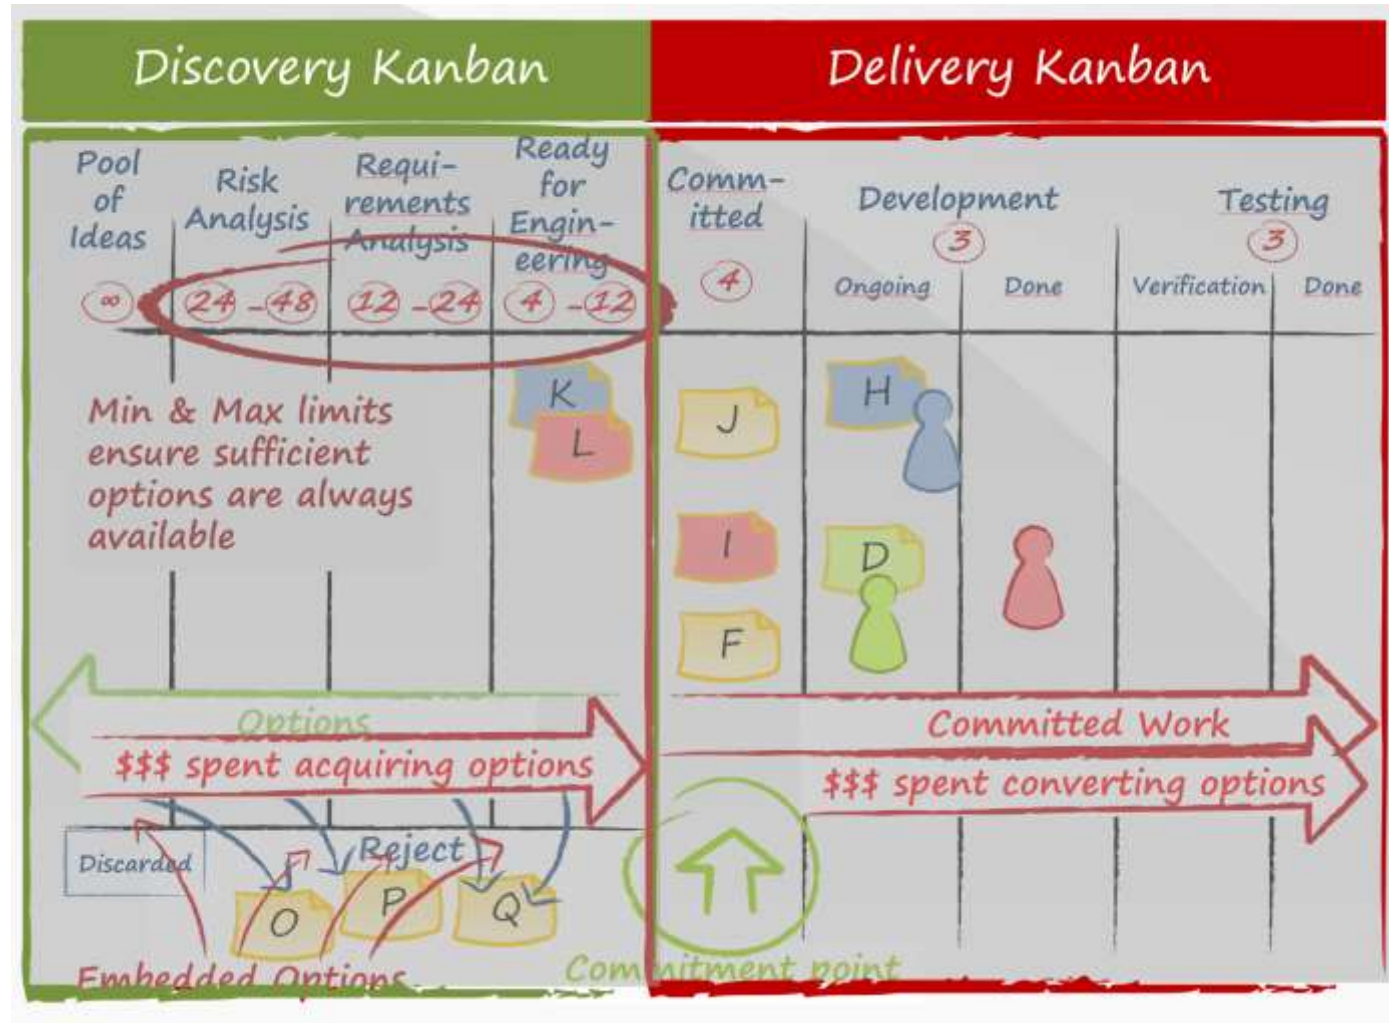 Discovery Kanban
Delivery Kanban
Pool
of
Ideas
Risk
Analysis
Requi-
rements
Analysis
Ready
for
Engin-
eering
Comm-
itted
Development
Testing
∞
24 - 48
12 - 24
4 - 12
4
3
3
Ongoing
Done
Verification
Done
Min & Max limits
ensure sufficient
options are always
available
K
L
J
I
F
H
D
Options
$$$ spent acquiring options
Committed Work
$$$ spent converting options
Discarded
Reject
O
P
Q
Embedded Options
Commitment point